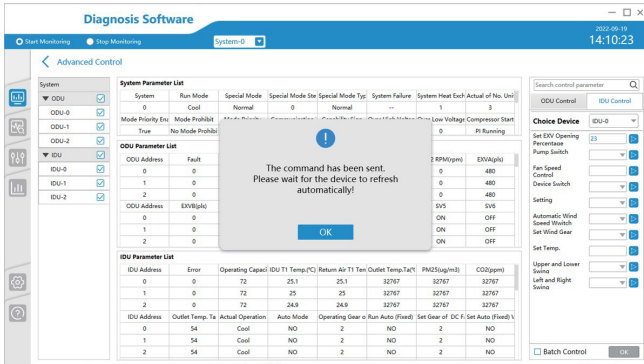 Diagnosis Software
2022-09-19
14:10:23
Start Monitoring Stop Monitoring System-0
Advanced Control
System
ODU
ODU-0
ODU-1
ODU-2
IDU
IDU-0
IDU-1
IDU-2
System Parameter List
System Run Mode Special Mode Special Mode Ste Special Mode Typ System Failure System Heat Exch Actual of No. Unit
0 Cool Normal 0 Normal -- 1 3
Mode Priority Enu Mode Prohibit Low Voltage Compressor Start
True No Mode Prohibi 0 PI Running
ODU Parameter List
ODU Address Fault 2 RPM(rpm) EXVA(pls)
0 0 0 480
1 0 0 480
2 0 0 480
ODU Address EXVB(pls) SV5 SV6
0 0 ON OFF
1 0 ON OFF
2 0 ON OFF
The command has been sent.
Please wait for the device to refresh
automatically!
OK
IDU Parameter List
IDU Address Error Operating Capaci IDU T1 Temp.(°C) Return Air T1 Ten Outlet Temp.Ta(° PM25(ug/m3) CO2(ppm)
0 0 72 25.1 25.1 32767 32767 32767
1 0 72 25 25 32767 32767 32767
2 0 72 24.9 24.9 32767 32767 32767
IDU Address Outlet Temp. Ta Actual Operation Auto Mode Operating Gear o Run Auto (Fixed) Set Gear of DC F Set Auto (Fixed)
0 54 Cool NO 2 NO 2 NO
1 54 Cool NO 2 NO 2 NO
2 54 Cool NO 2 NO 2 NO
Search control parameter
ODU Control IDU Control
Choice Device IDU-0
Set EXV Opening
Percentage 23
Pump Switch
Fan Speed
Control
Device Switch
Setting
Automatic Wind
Speed Wwitch
Set Wind Gear
Set Temp.
Upper and Lower
Swing
Left and Right
Swing
Batch Control OK